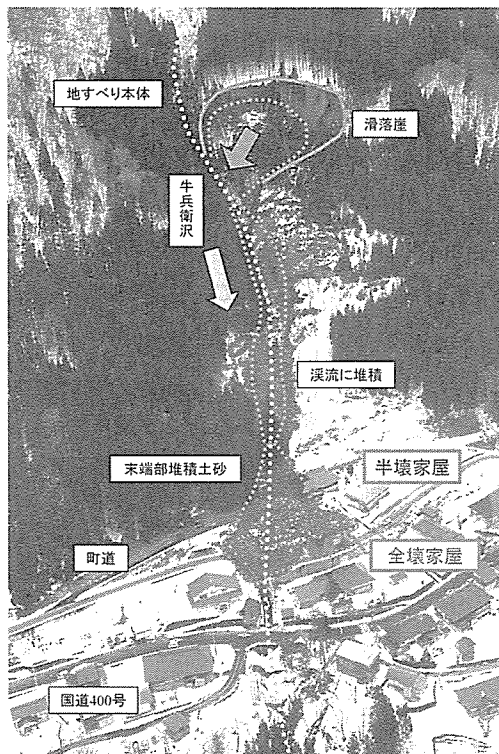 地すべり本体
滑落崖
牛兵衛沢
渓流に堆積
末端部堆積土砂
半壊家屋
町道
全壊家屋
国道400号